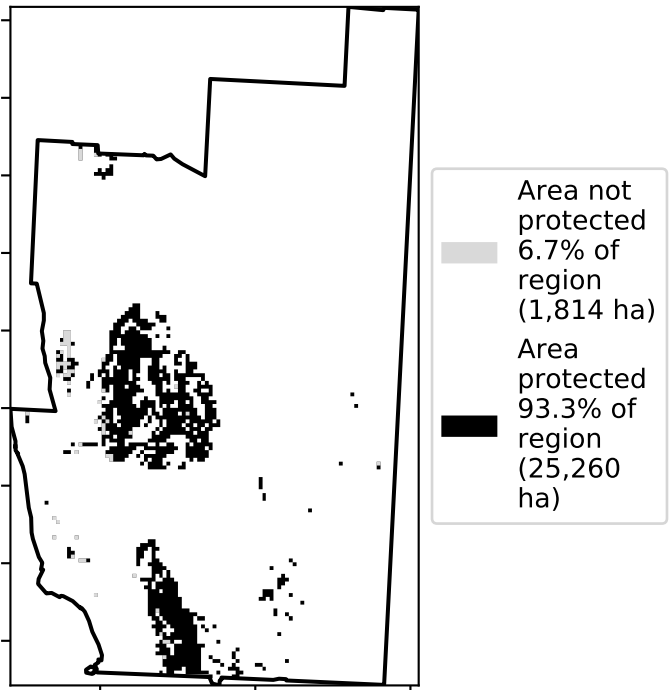 Area not
protected
6.7% of
region
(1,814 ha)
Area
protected
93.3% of
region
(25,260
ha)